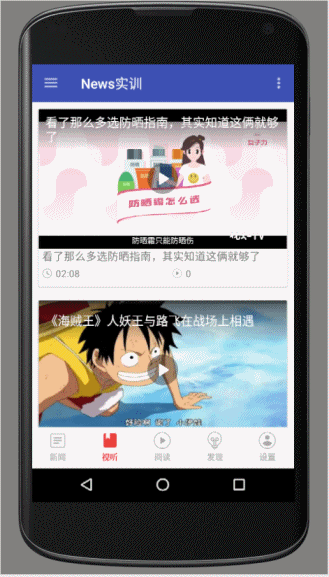 News实训
看了那么多选防晒指南，其实知道这俩就够
了
防晒霜怎么选
防晒霜只能防晒伤
看了那么多选防晒指南，其实知道这俩就够了
02:08
0
《海贼王》人妖王与路飞在战场上相遇
新闻
视听
阅读
发现
设置